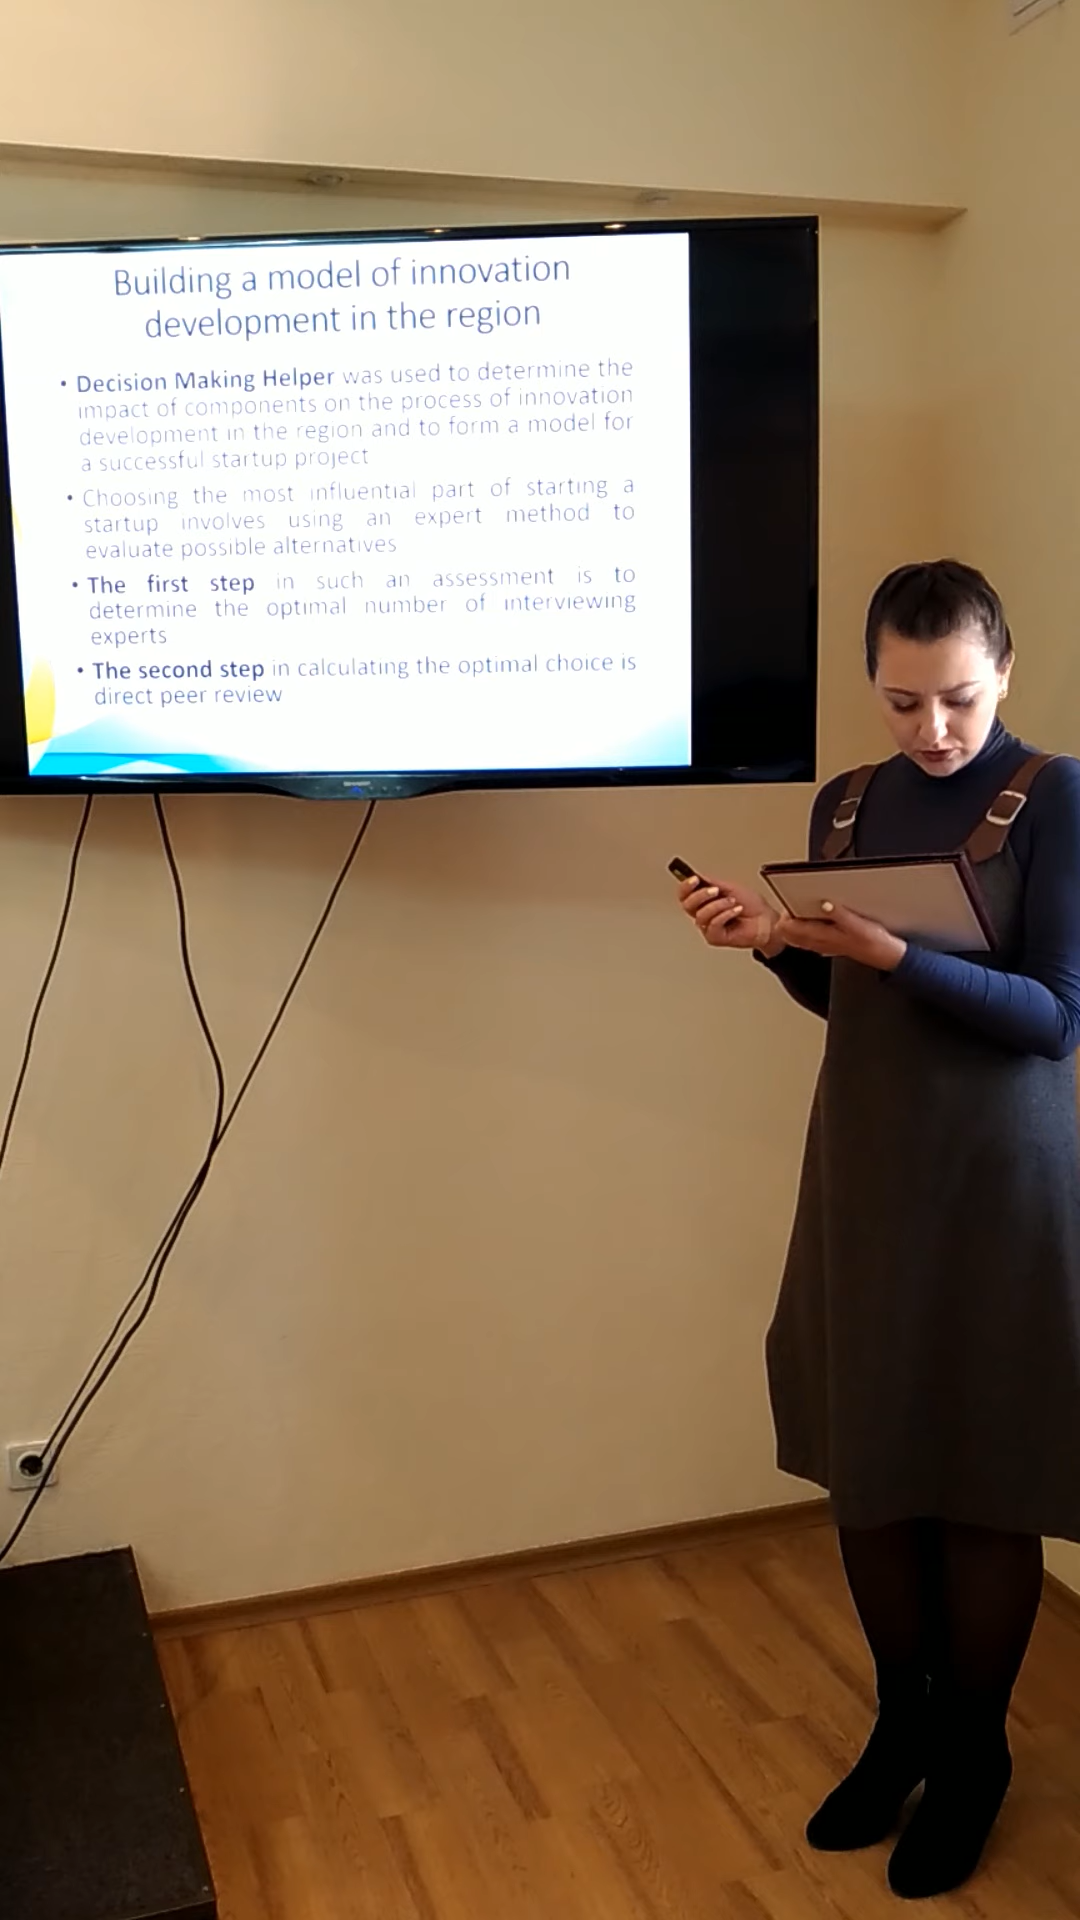 Building a model of innovation
development in the region
• Decision Making Helper was used to determine the
impact of components on the process of innovation
development in the region and to form a model for
a successful startup project
• Choosing the most influential part of starting a
startup involves using an expert method to
evaluate possible alternatives
• The first step in such an assessment is to
determine the optimal number of interviewing
experts
• The second step in calculating the optimal choice is
direct peer review
SHARP